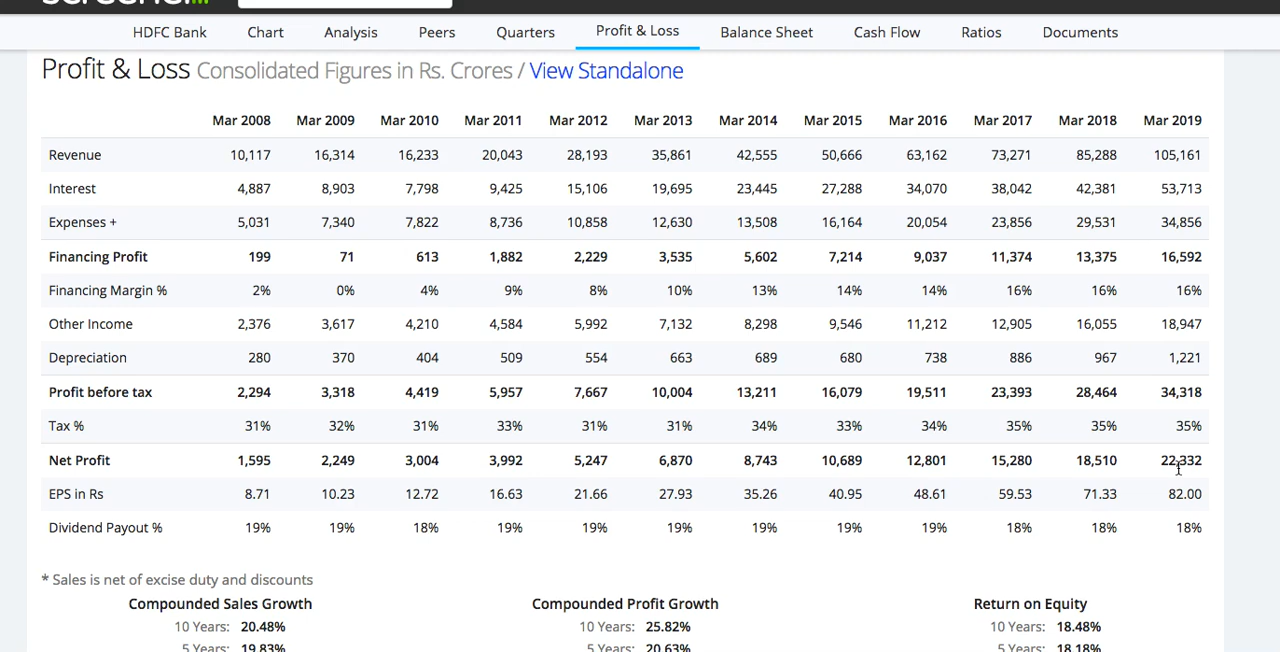 screener
HDFC Bank Chart Analysis Peers Quarters Profit & Loss Balance Sheet Cash Flow Ratios Documents
Profit & Loss Consolidated Figures in Rs. Crores / View Standalone
Mar 2008 Mar 2009 Mar 2010 Mar 2011 Mar 2012 Mar 2013 Mar 2014 Mar 2015 Mar 2016 Mar 2017 Mar 2018 Mar 2019
Revenue 10,117 16,314 16,233 20,043 28,193 35,861 42,555 50,666 63,162 73,271 85,288 105,161
Interest 4,887 8,903 7,798 9,425 15,106 19,695 23,445 27,288 34,070 38,042 42,381 53,713
Expenses + 5,031 7,340 7,822 8,736 10,858 12,630 13,508 16,164 20,054 23,856 29,531 34,856
Financing Profit 199 71 613 1,882 2,229 3,535 5,602 7,214 9,037 11,374 13,375 16,592
Financing Margin % 2% 0% 4% 9% 8% 10% 13% 14% 14% 16% 16% 16%
Other Income 2,376 3,617 4,210 4,584 5,992 7,132 8,298 9,546 11,212 12,905 16,055 18,947
Depreciation 280 370 404 509 554 663 689 680 738 886 967 1,221
Profit before tax 2,294 3,318 4,419 5,957 7,667 10,004 13,211 16,079 19,511 23,393 28,464 34,318
Tax % 31% 32% 31% 33% 31% 31% 34% 33% 34% 35% 35% 35%
Net Profit 1,595 2,249 3,004 3,992 5,247 6,870 8,743 10,689 12,801 15,280 18,510 22,332
EPS in Rs 8.71 10.23 12.72 16.63 21.66 27.93 35.26 40.95 48.61 59.53 71.33 82.00
Dividend Payout % 19% 19% 18% 19% 19% 19% 19% 19% 19% 18% 18% 18%
* Sales is net of excise duty and discounts
Compounded Sales Growth Compounded Profit Growth Return on Equity
10 Years: 20.48% 10 Years: 25.82% 10 Years: 18.48%
5 Years: 19.83% 5 Years: 20.63% 5 Years: 18.18%